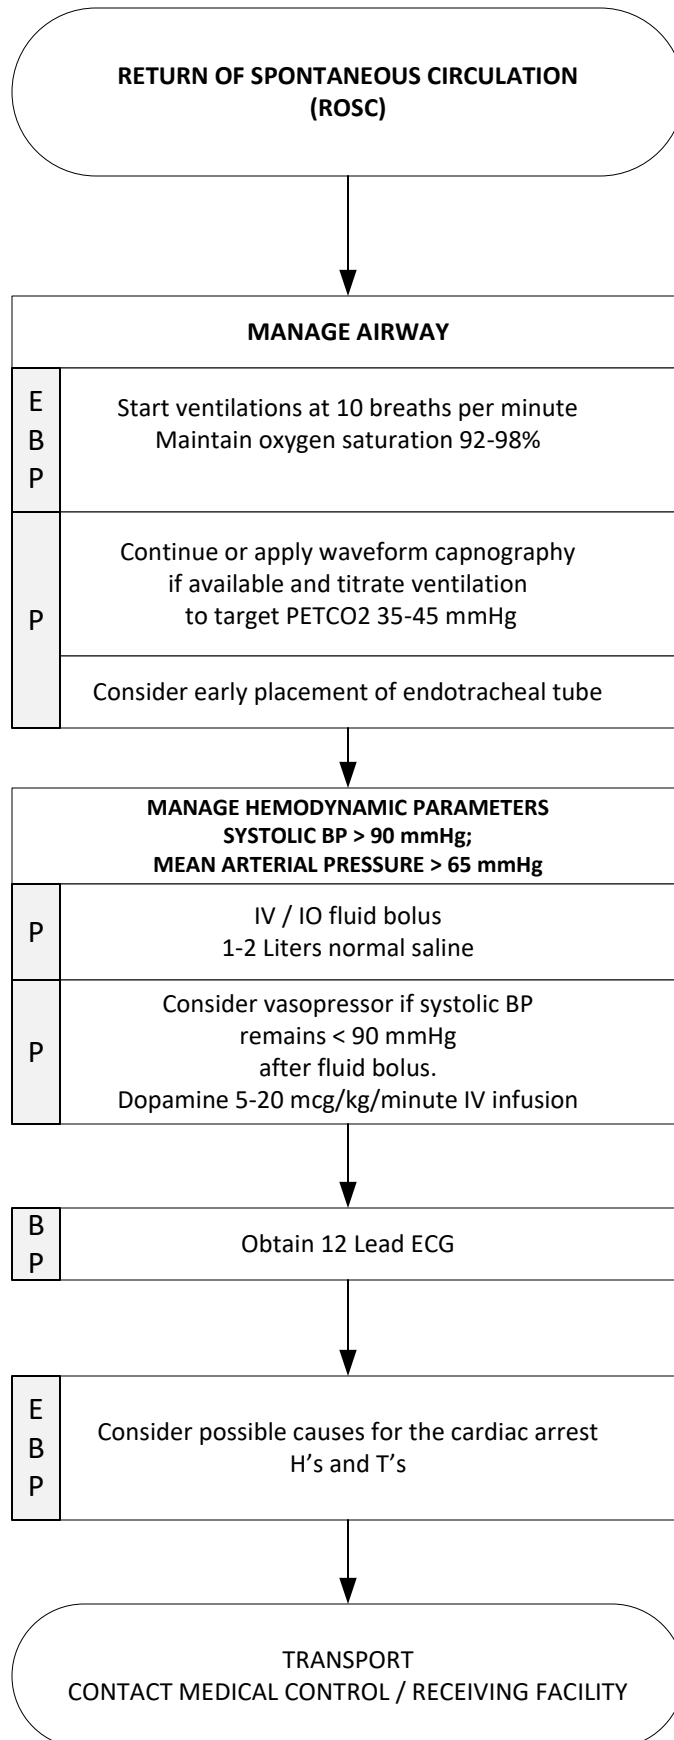 RETURN OF SPONTANEOUS CIRCULATION
(ROSC)
MANAGE AIRWAY
E
B
P
Start ventilations at 10 breaths per minute
Maintain oxygen saturation 92-98%
P
Continue or apply waveform capnography
if available and titrate ventilation
to target PETCO2 35-45 mmHg
Consider early placement of endotracheal tube
MANAGE HEMODYNAMIC PARAMETERS
SYSTOLIC BP > 90 mmHg;
MEAN ARTERIAL PRESSURE > 65 mmHg
P
IV / IO fluid bolus
1-2 Liters normal saline
P
Consider vasopressor if systolic BP
remains < 90 mmHg
after fluid bolus.
Dopamine 5-20 mcg/kg/minute IV infusion
B
P
Obtain 12 Lead ECG
E
B
P
Consider possible causes for the cardiac arrest
H’s and T’s
TRANSPORT
CONTACT MEDICAL CONTROL / RECEIVING FACILITY